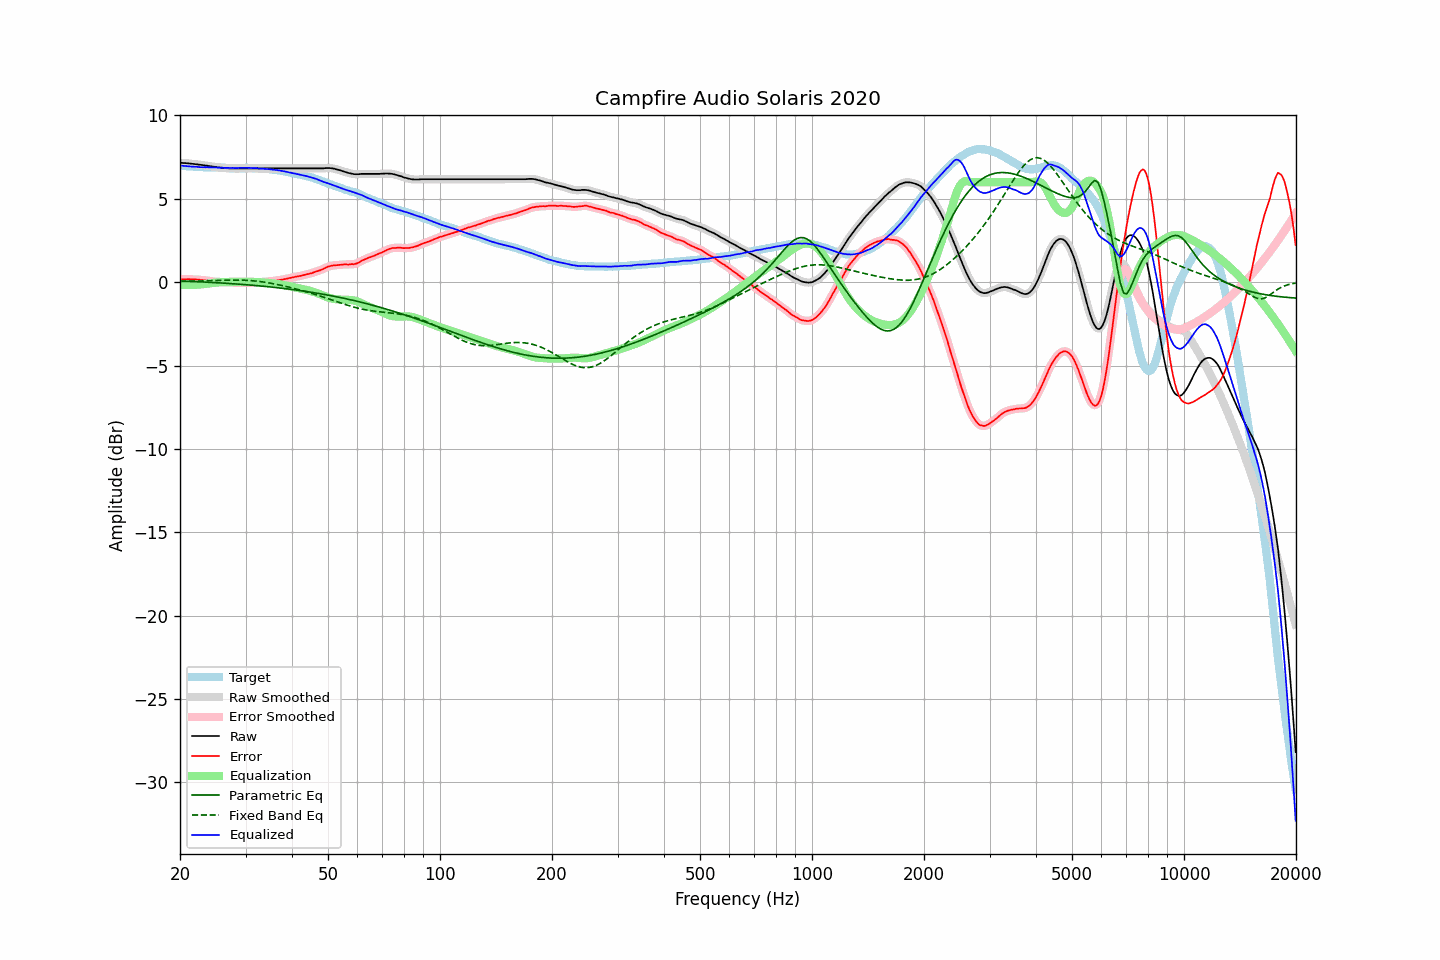 Campfire Audio Solaris 2020
10
5
0
−5
−10
−15
−20
−25
−30
Amplitude (dBr)
Target
Raw Smoothed
Error Smoothed
Raw
Error
Equalization
Parametric Eq
Fixed Band Eq
Equalized
20 50 100 200 500 1000 2000 5000 10000 20000
Frequency (Hz)